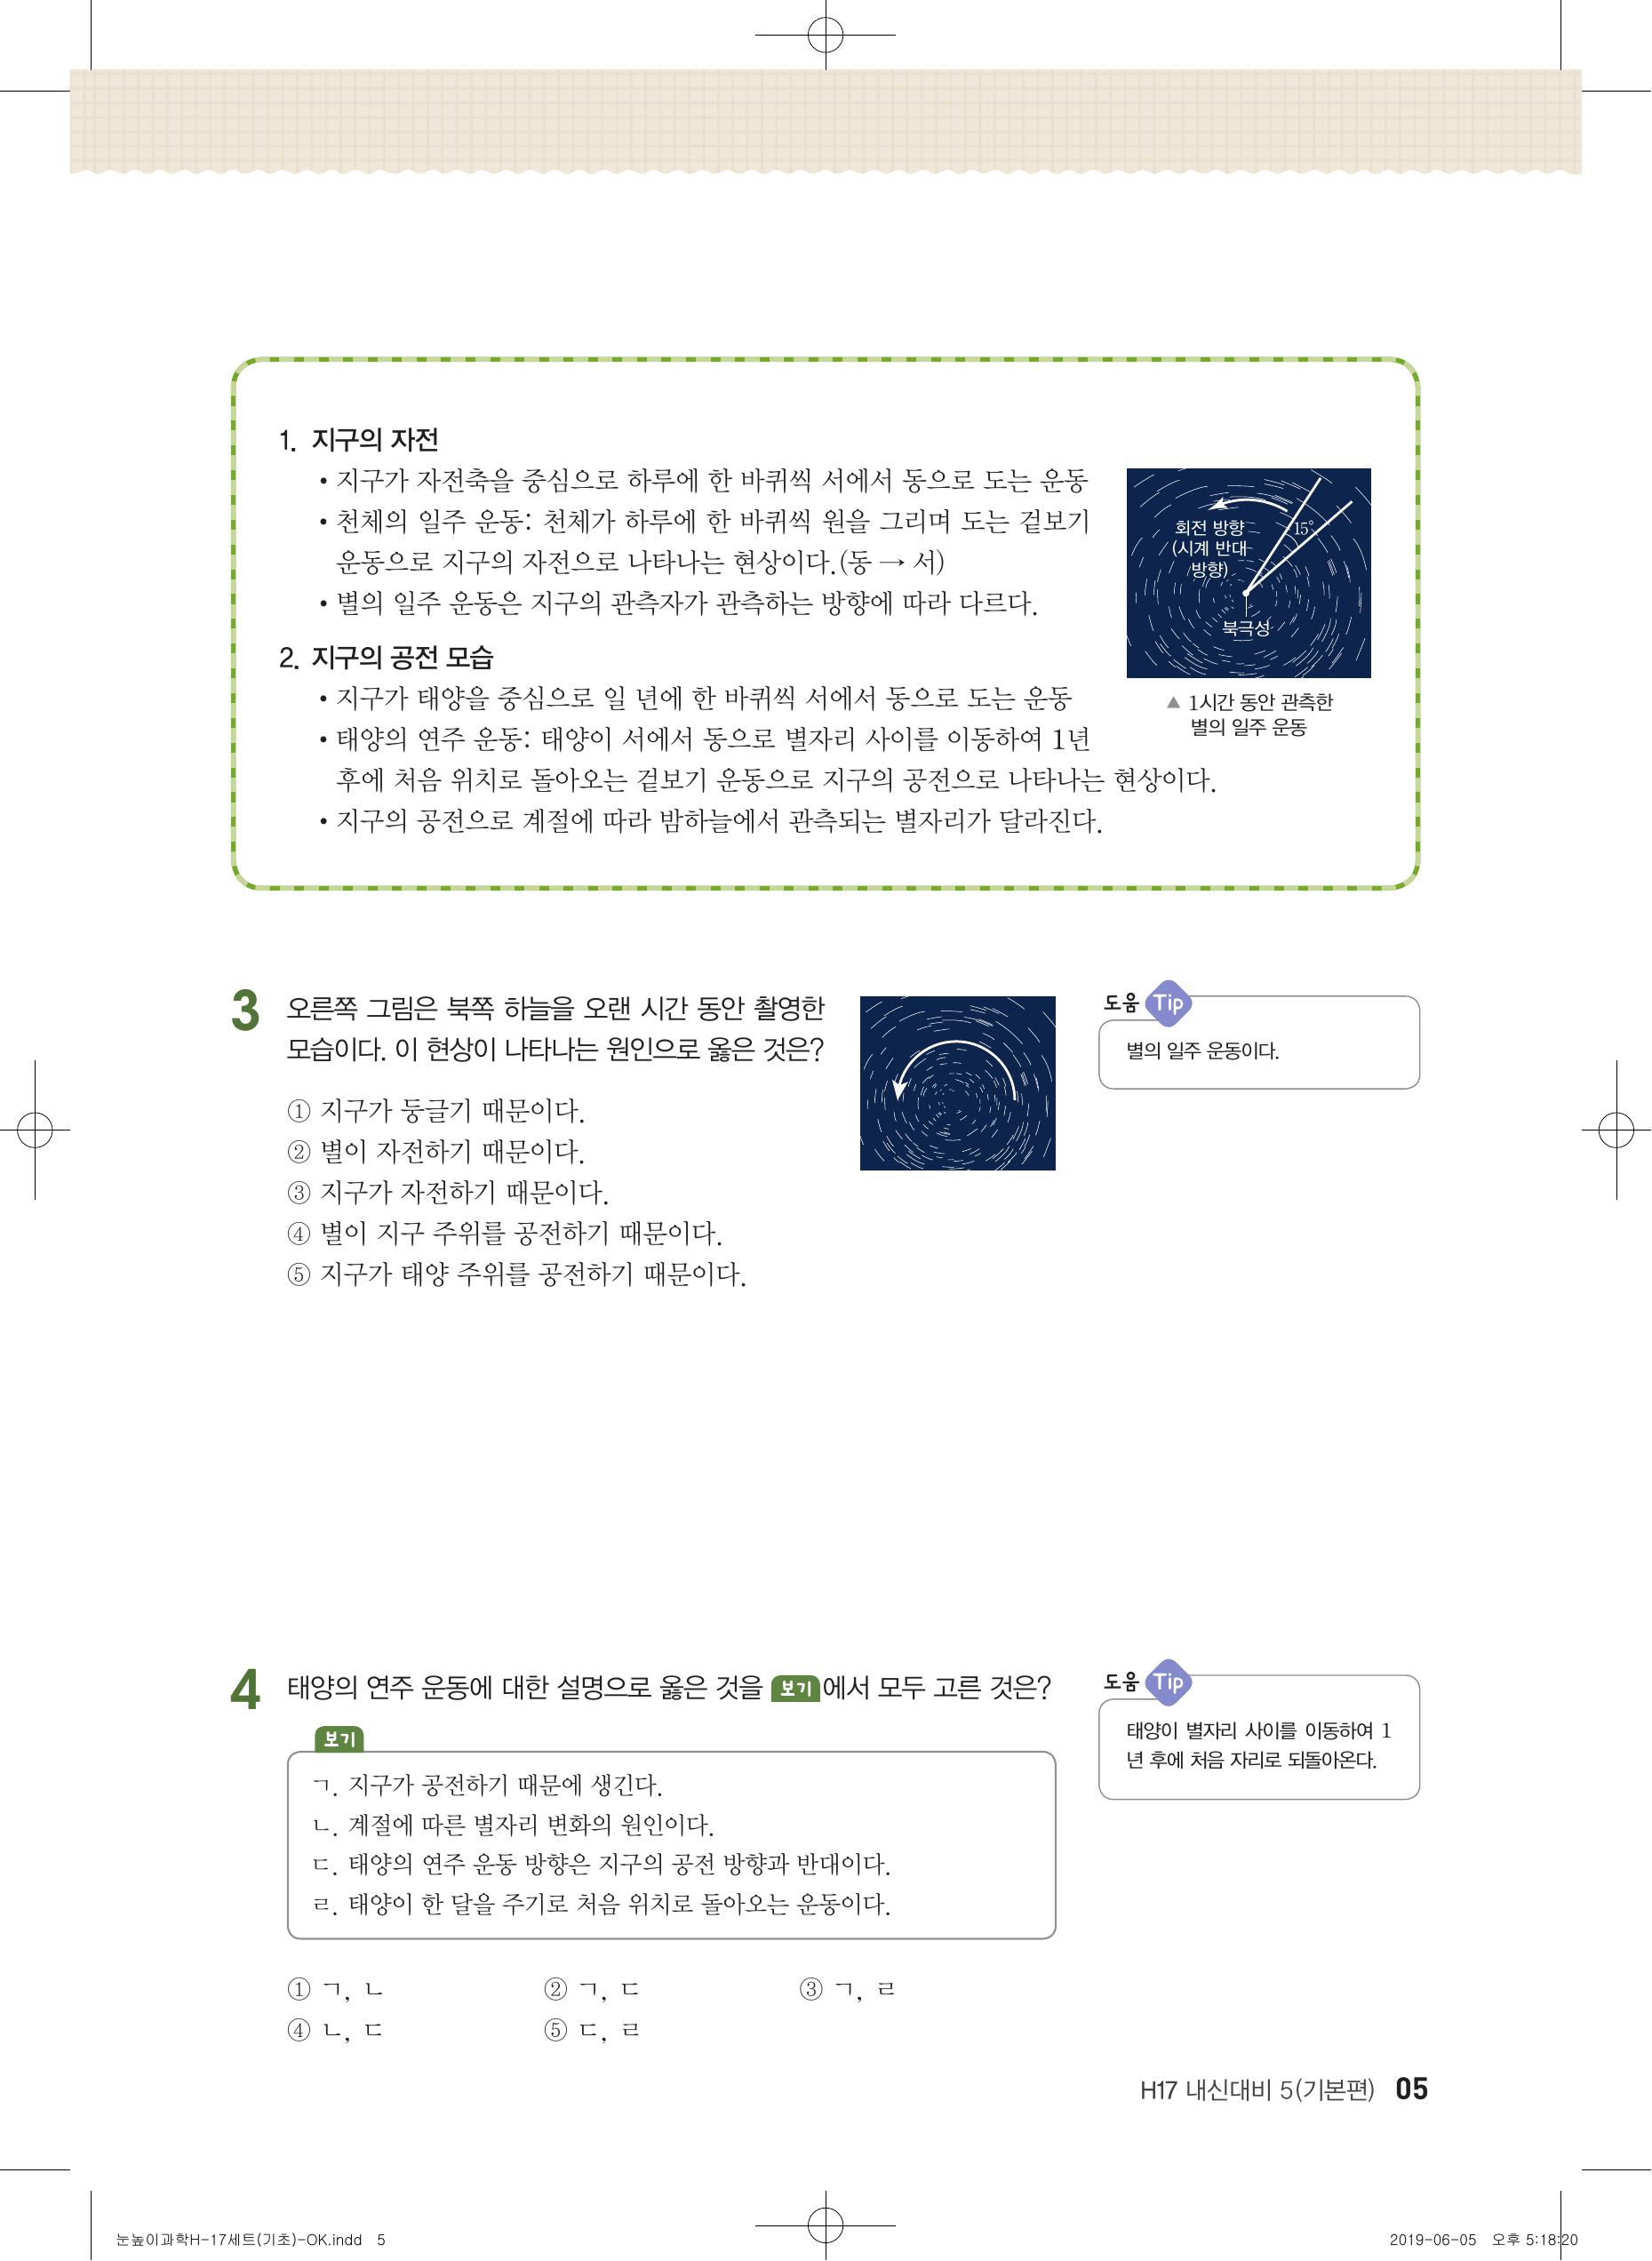 1. 지구의 자전
• 지구가 자전축을 중심으로 하루에 한 바퀴씩 서에서 동으로 도는 운동
• 천체의 일주 운동: 천체가 하루에 한 바퀴씩 원을 그리며 도는 겉보기
운동으로 지구의 자전으로 나타나는 현상이다.(동 → 서)
• 별의 일주 운동은 지구의 관측자가 관측하는 방향에 따라 다르다.
회전 방향
(시계 반대
방향)
15°
북극성
▲ 1시간 동안 관측한
별의 일주 운동
2. 지구의 공전 모습
• 지구가 태양을 중심으로 일 년에 한 바퀴씩 서에서 동으로 도는 운동
• 태양의 연주 운동: 태양이 서에서 동으로 별자리 사이를 이동하여 1년
후에 처음 위치로 돌아오는 겉보기 운동으로 지구의 공전으로 나타나는 현상이다.
• 지구의 공전으로 계절에 따라 밤하늘에서 관측되는 별자리가 달라진다.
3 오른쪽 그림은 북쪽 하늘을 오랜 시간 동안 촬영한
모습이다. 이 현상이 나타나는 원인으로 옳은 것은?
① 지구가 둥글기 때문이다.
② 별이 자전하기 때문이다.
③ 지구가 자전하기 때문이다.
④ 별이 지구 주위를 공전하기 때문이다.
⑤ 지구가 태양 주위를 공전하기 때문이다.
도움 Tip
별의 일주 운동이다.
4 태양의 연주 운동에 대한 설명으로 옳은 것을 보기에서 모두 고른 것은?
보기
ㄱ. 지구가 공전하기 때문에 생긴다.
ㄴ. 계절에 따른 별자리 변화의 원인이다.
ㄷ. 태양의 연주 운동 방향은 지구의 공전 방향과 반대이다.
ㄹ. 태양이 한 달을 주기로 처음 위치로 돌아오는 운동이다.
① ㄱ, ㄴ ② ㄱ, ㄷ ③ ㄱ, ㄹ
④ ㄴ, ㄷ ⑤ ㄷ, ㄹ
도움 Tip
태양이 별자리 사이를 이동하여 1
년 후에 처음 자리로 되돌아온다.
H17 내신대비 5(기본편) 05
눈높이과학H-17세트(기초)-OK.indd 5
2019-06-05 오후 5:18:20